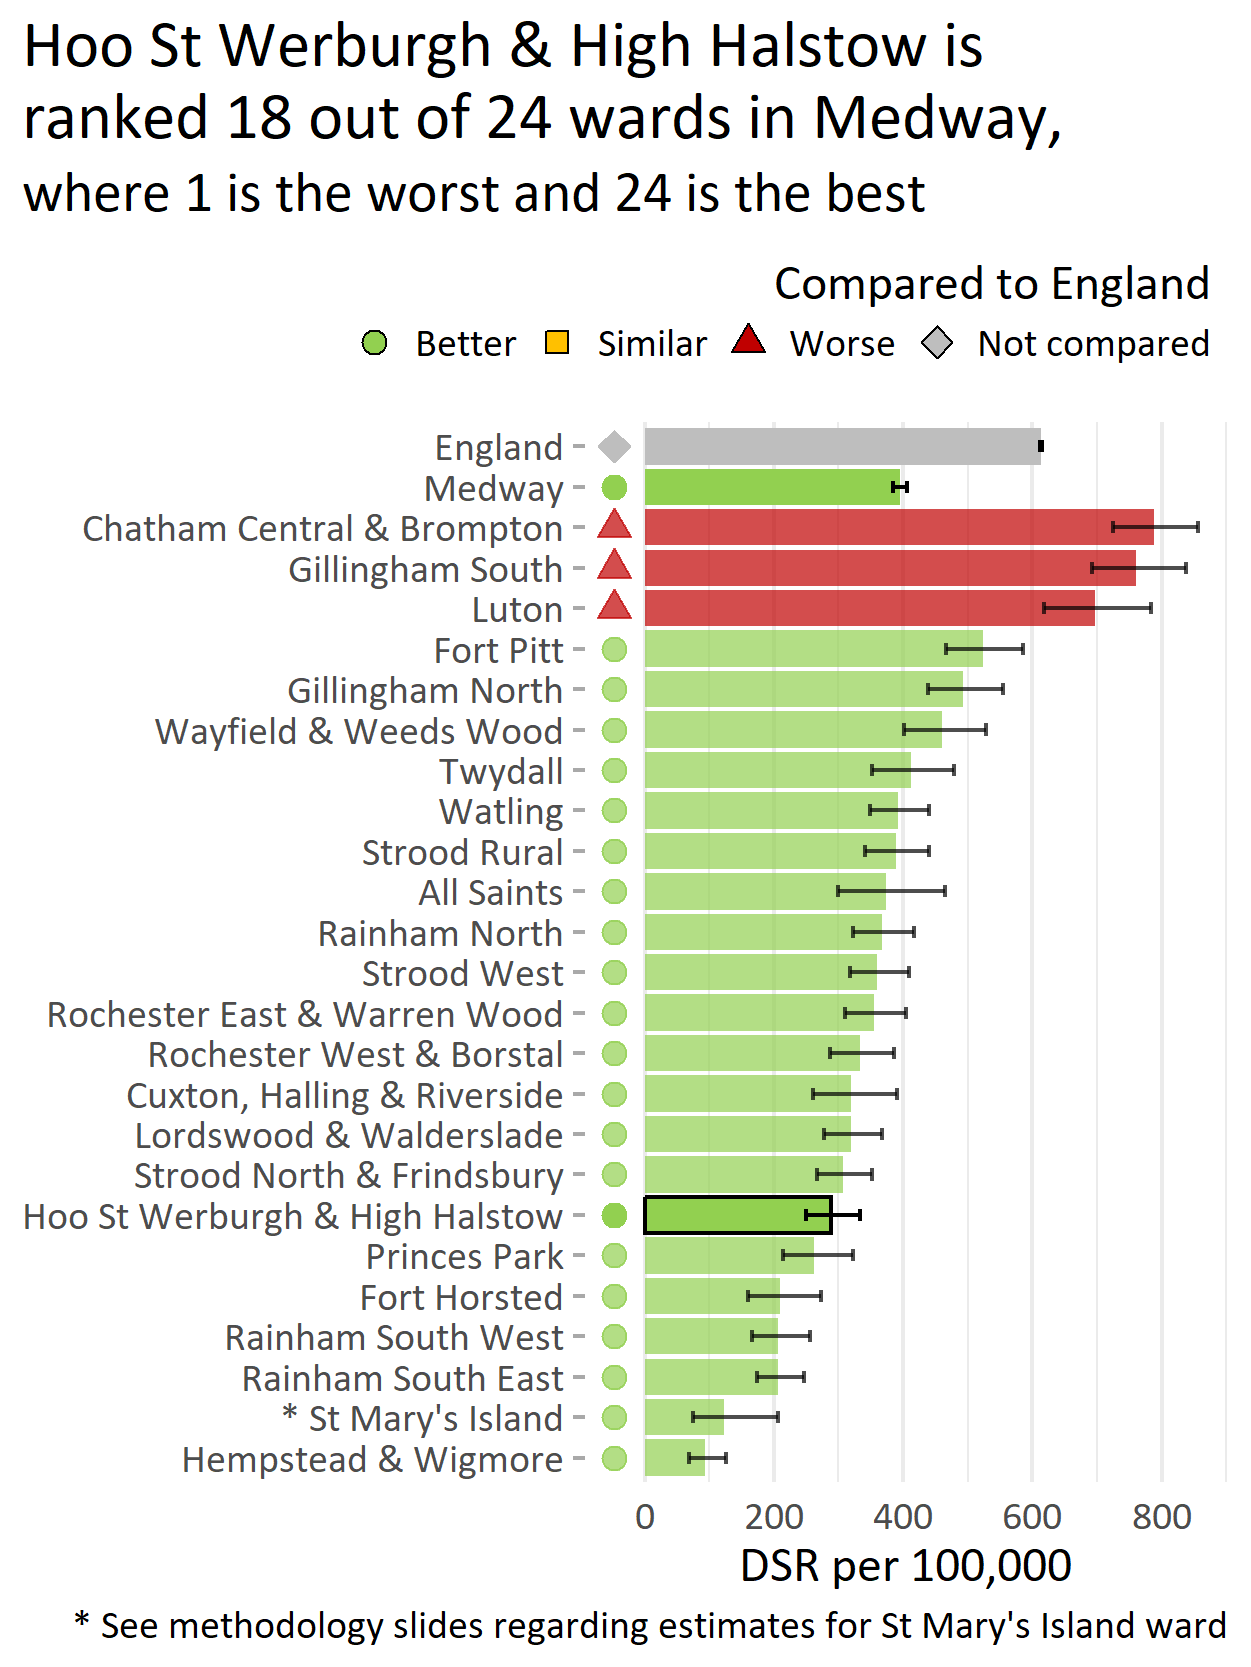 Hoo St Werburgh & High Halstow is
ranked 18 out of 24 wards in Medway,
where 1 is the worst and 24 is the best
Compared to England
Better Similar Worse Not compared
England
Medway
Chatham Central & Brompton
Gillingham South
Luton
Fort Pitt
Gillingham North
Wayfield & Weeds Wood
Twydall
Watling
Strood Rural
All Saints
Rainham North
Strood West
Rochester East & Warren Wood
Rochester West & Borstal
Cuxton, Halling & Riverside
Lordswood & Walderslade
Strood North & Frindsbury
Hoo St Werburgh & High Halstow
Princes Park
Fort Horsted
Rainham South West
Rainham South East
* St Mary's Island
Hempstead & Wigmore
0 200 400 600 800
DSR per 100,000
* See methodology slides regarding estimates for St Mary's Island ward